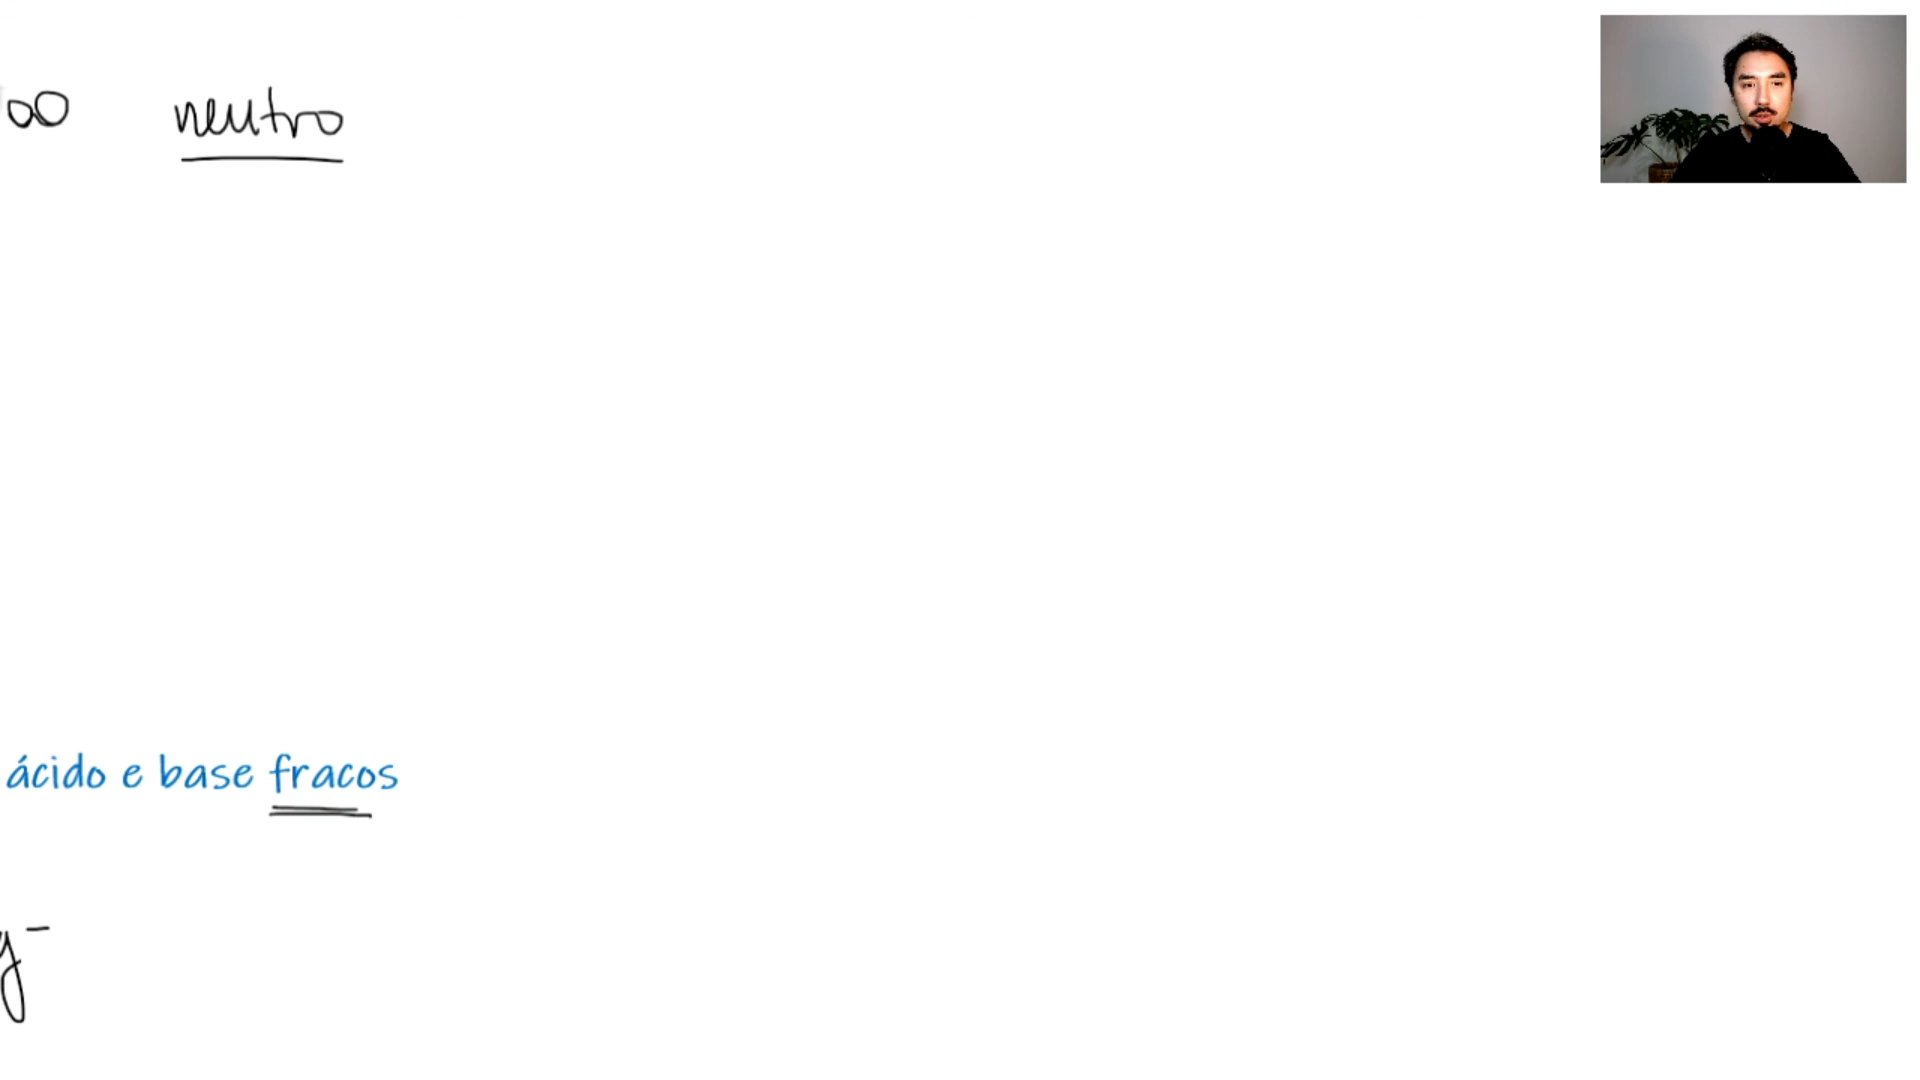 neutro
ácido e base fracos
y⁻